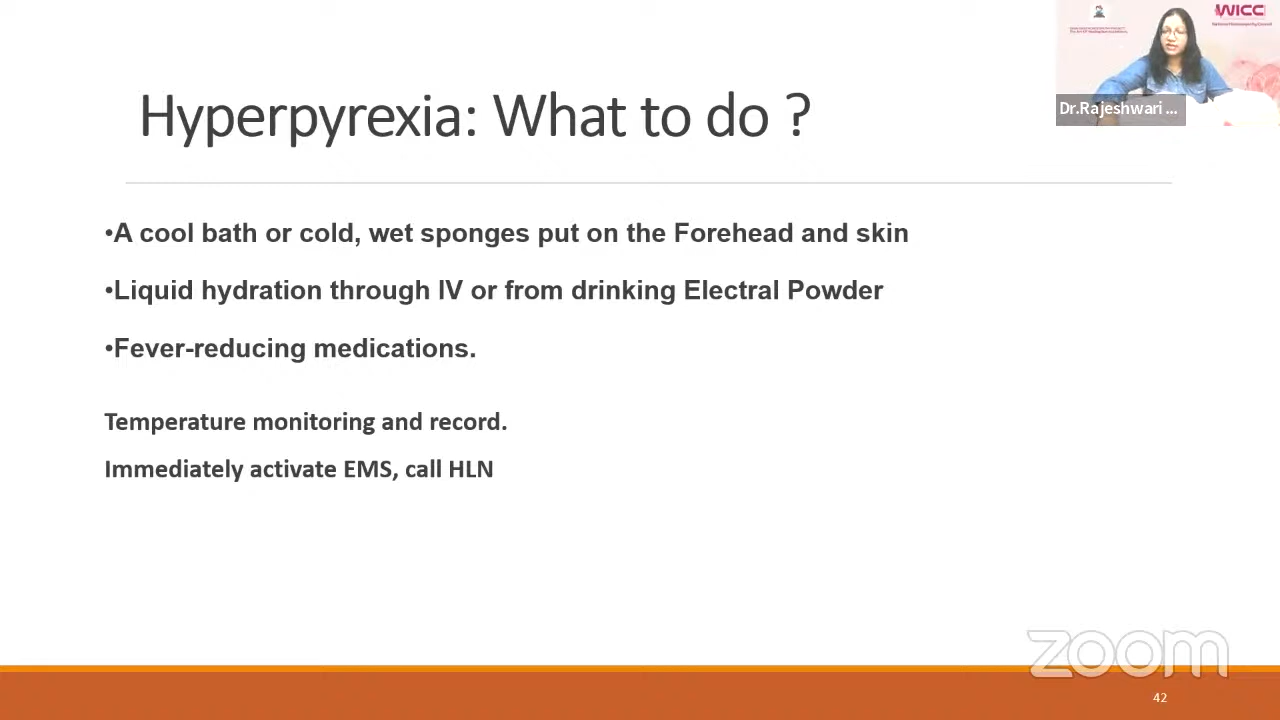 WICC
Hyperpyrexia: What to do ?
Dr.Rajeshwari ...
•A cool bath or cold, wet sponges put on the Forehead and skin
•Liquid hydration through IV or from drinking Electral Powder
•Fever-reducing medications.
Temperature monitoring and record.
Immediately activate EMS, call HLN
zoom
42